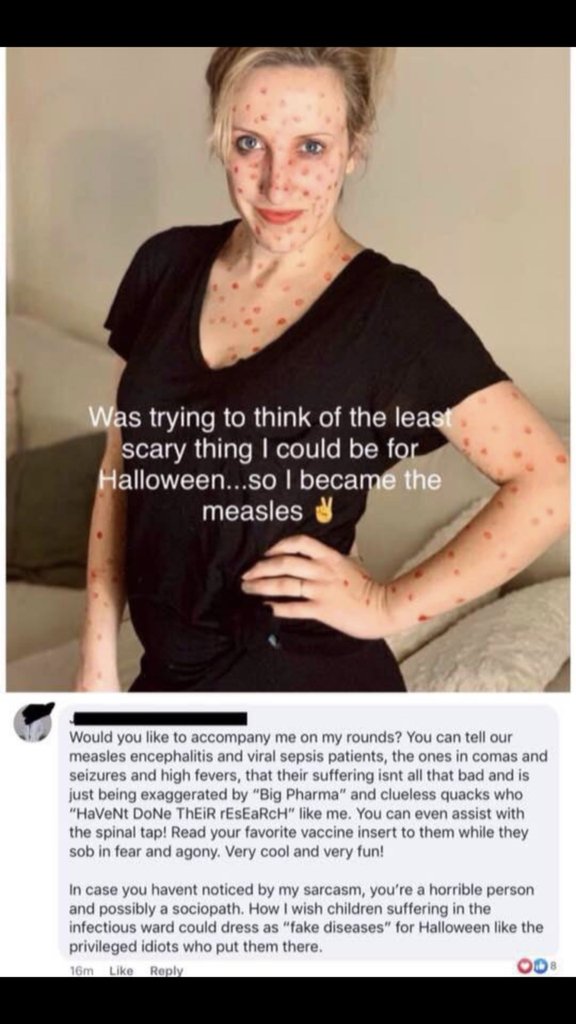 Was trying to think of the least
scary thing I could be for
Halloween...so I became the
measles ✌️
Would you like to accompany me on my rounds? You can tell our
measles encephalitis and viral sepsis patients, the ones in comas and
seizures and high fevers, that their suffering isnt all that bad and is
just being exaggerated by “Big Pharma” and clueless quacks who
“HaVeNt DoNe ThEiR rEsEaRcH” like me. You can even assist with
the spinal tap! Read your favorite vaccine insert to them while they
sob in fear and agony. Very cool and very fun!
In case you havent noticed by my sarcasm, you’re a horrible person
and possibly a sociopath. How I wish children suffering in the
infectious ward could dress as “fake diseases” for Halloween like the
privileged idiots who put them there.
16m Like Reply 8